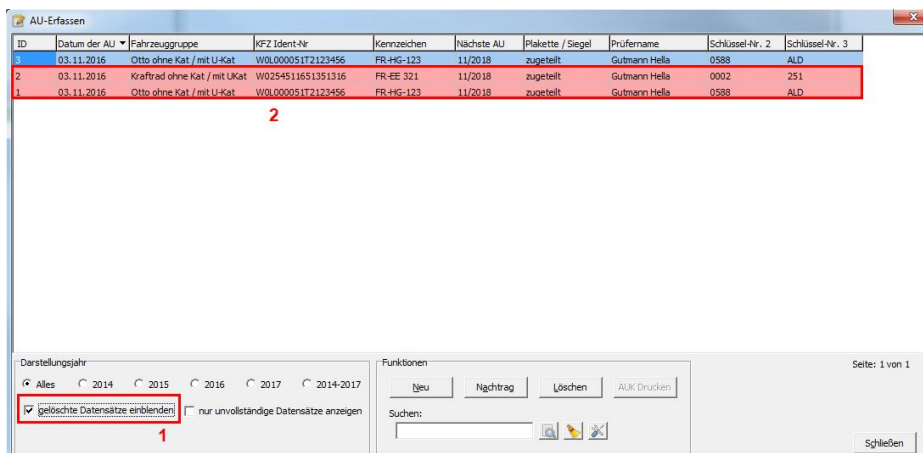 AU-Erfassen
ID Datum der AU Fahrzeuggruppe KFZ Ident-Nr Kennzeichen Nächste AU Plakette / Siegel Prüfername Schlüssel-Nr. 2 Schlüssel-Nr. 3
3 03.11.2016 Otto ohne Kat / mit U-Kat W0L000051T2123456 FR-HG-123 11/2018 zugeteilt Gutmann Hella 0588 ALD
2 03.11.2016 Kraftrad ohne Kat / mit UKat W0254511651351316 FR-EE 321 11/2018 zugeteilt Gutmann Hella 0002 251
1 03.11.2016 Otto ohne Kat / mit U-Kat W0L000051T2123456 FR-HG-123 11/2018 zugeteilt Gutmann Hella 0588 ALD
2
Darstellungsjahr
Alles 2014 2015 2016 2017 2014-2017
gelöschte Datensätze einblenden nur unvollständige Datensätze anzeigen
1
Funktionen
Neu Nachtrag Löschen AUK Drucken
Suchen:
Seite: 1 von 1
Schließen